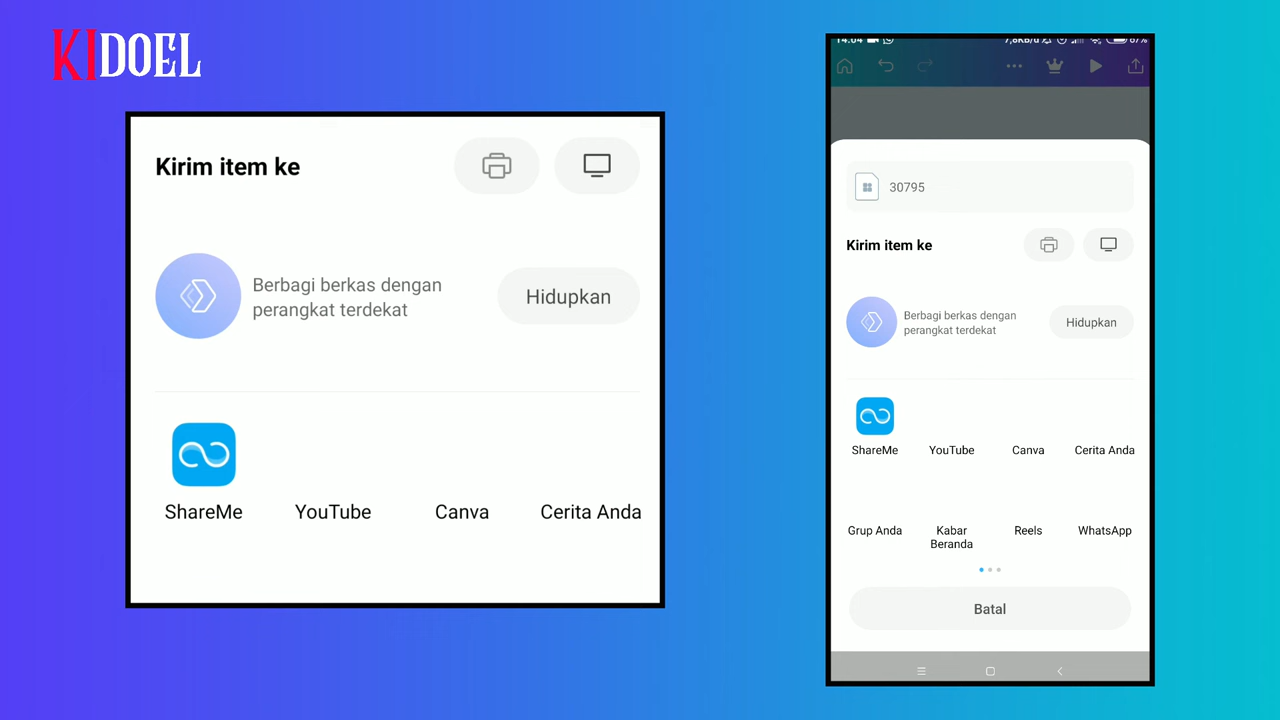 KIDOEL
Kirim item ke
Berbagi berkas dengan
perangkat terdekat
Hidupkan
ShareMe
YouTube
Canva
Cerita Anda
30795
Kirim item ke
Berbagi berkas dengan
perangkat terdekat
Hidupkan
ShareMe
YouTube
Canva
Cerita Anda
Grup Anda
Kabar
Beranda
Reels
WhatsApp
Batal